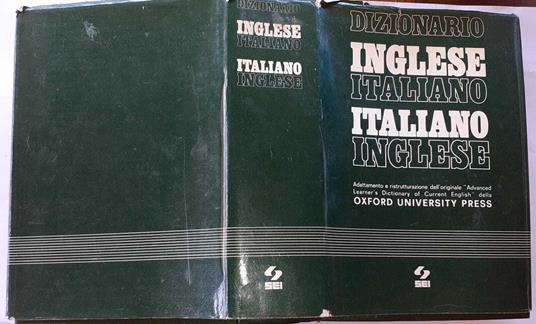 DIZIONARIO
INGLESE
ITALIANO
ITALIANO
INGLESE
SEI
DIZIONARIO
INGLESE
ITALIANO
ITALIANO
INGLESE
Adattamento e ristrutturazione dell'originale "Advanced
Learner's Dictionary of Current English" della
OXFORD UNIVERSITY PRESS
SEI